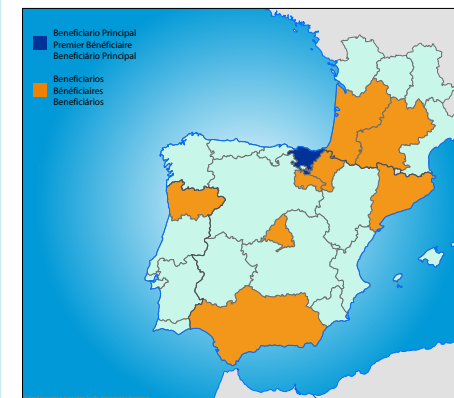 Beneficiario Principal
Premier Bénéficiaire
Beneficiário Principal
Beneficiarios
Bénéficiaires
Beneficiários